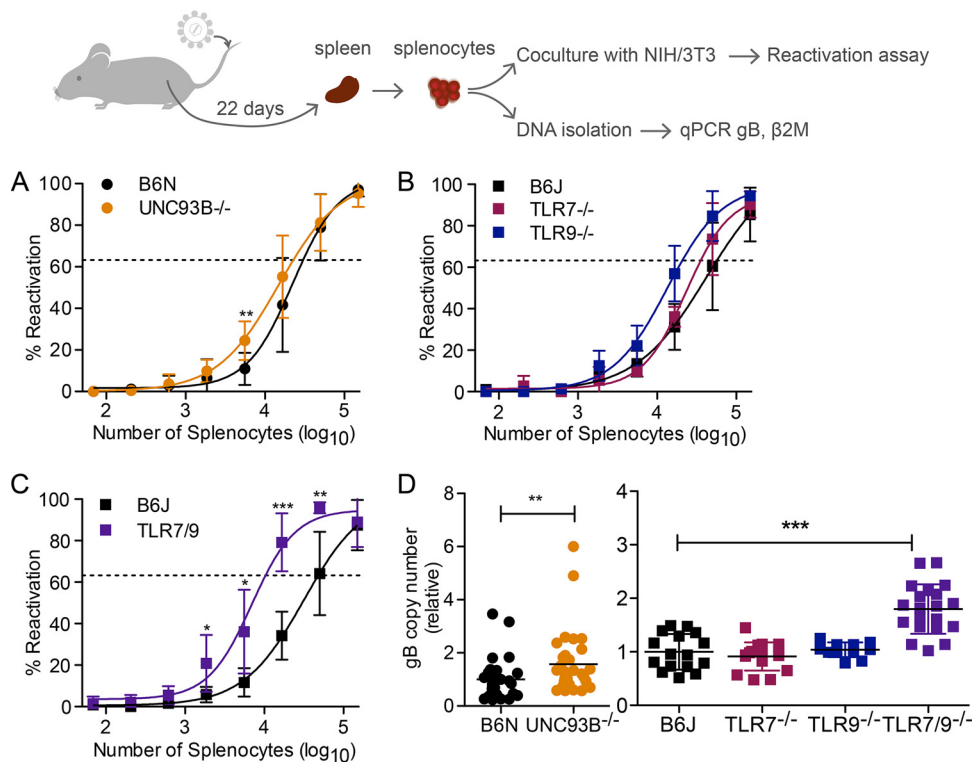 spleen splenocytes
Coculture with NIH/3T3 → Reactivation assay
22 days
DNA isolation → qPCR gB, β2M
A
B6N
UNC93B-/-
100
80
60
40
20
0
% Reactivation
**
2 3 4 5
Number of Splenocytes (log10)
B
B6J
TLR7-/-
TLR9-/-
100
80
60
40
20
0
% Reactivation
2 3 4 5
Number of Splenocytes (log10)
C
B6J
TLR7/9
100
80
60
40
20
0
% Reactivation
* * *** **
2 3 4 5
Number of Splenocytes (log10)
D
gB copy number
(relative)
8
6
4
2
0
**
B6N UNC93B-/-
4
3
2
1
0
***
B6J TLR7-/- TLR9-/- TLR7/9-/-